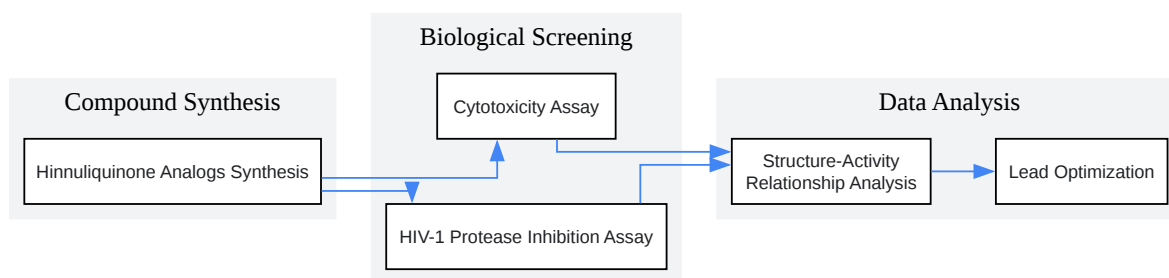 Compound Synthesis
Hinnuliquinone Analogs Synthesis
Biological Screening
Cytotoxicity Assay
HIV-1 Protease Inhibition Assay
Data Analysis
Structure-Activity
Relationship Analysis
Lead Optimization